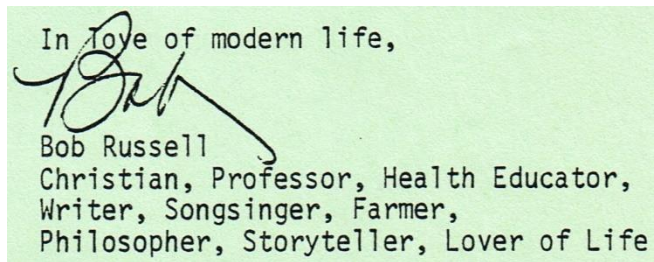 In love of modern life,
Bob
Bob Russell
Christian, Professor, Health Educator,
Writer, Songsinger, Farmer,
Philosopher, Storyteller, Lover of Life